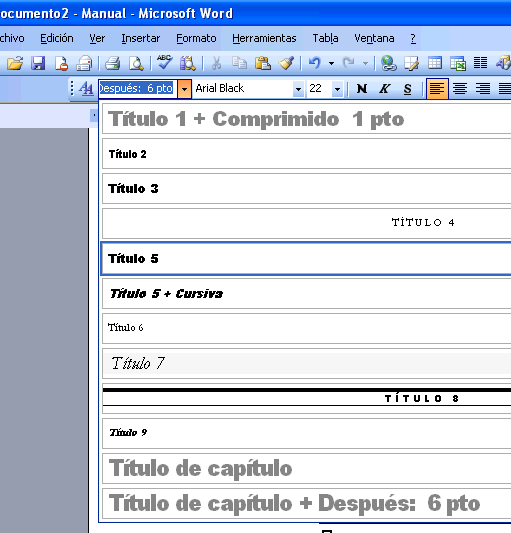 ocumento2 - Manual - Microsoft Word
chivo Edición Ver Insertar Formato Herramientas Tabla Ventana ?
Después: 6 pto Arial Black 22 N K S
Título 1 + Comprimido 1 pto
Título 2
Título 3
TÍTULO 4
Título 5
Título 5 + Cursiva
Título 6
Título 7
TÍTULO 8
Título 9
Título de capítulo
Título de capítulo + Después: 6 pto